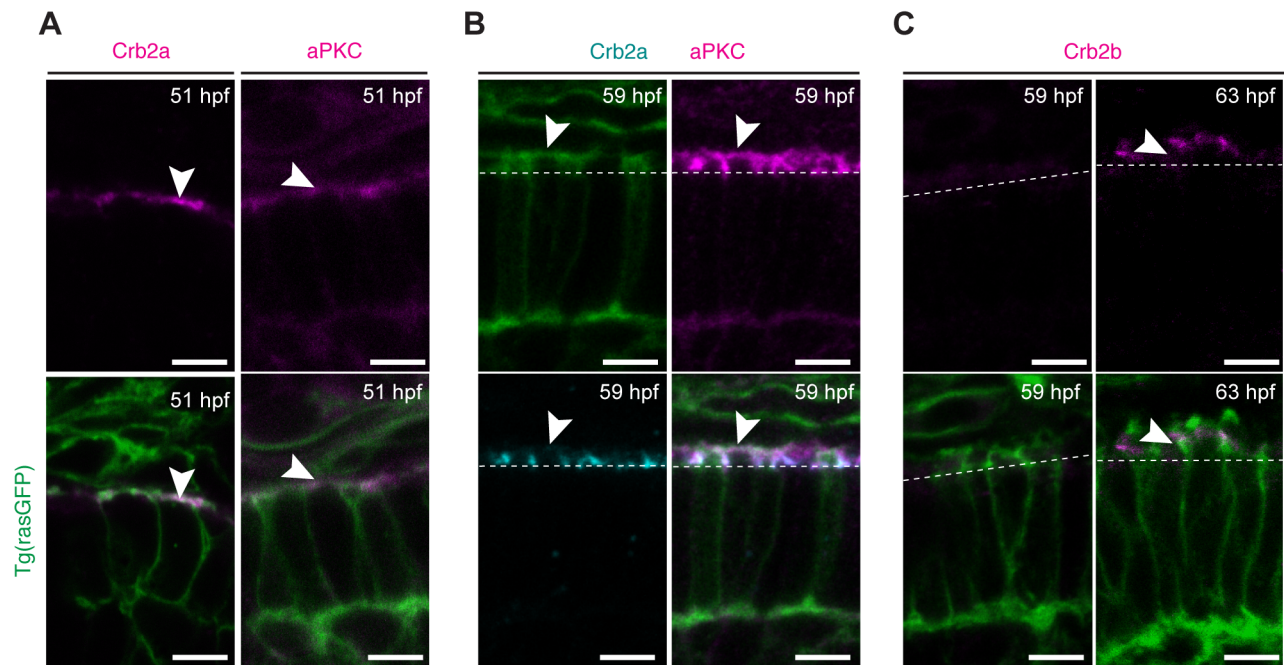 A
B
C
Crb2a
aPKC
Crb2a
aPKC
Crb2b
51 hpf
51 hpf
59 hpf
59 hpf
59 hpf
63 hpf
51 hpf
51 hpf
59 hpf
59 hpf
59 hpf
63 hpf
Tg(rasGFP)